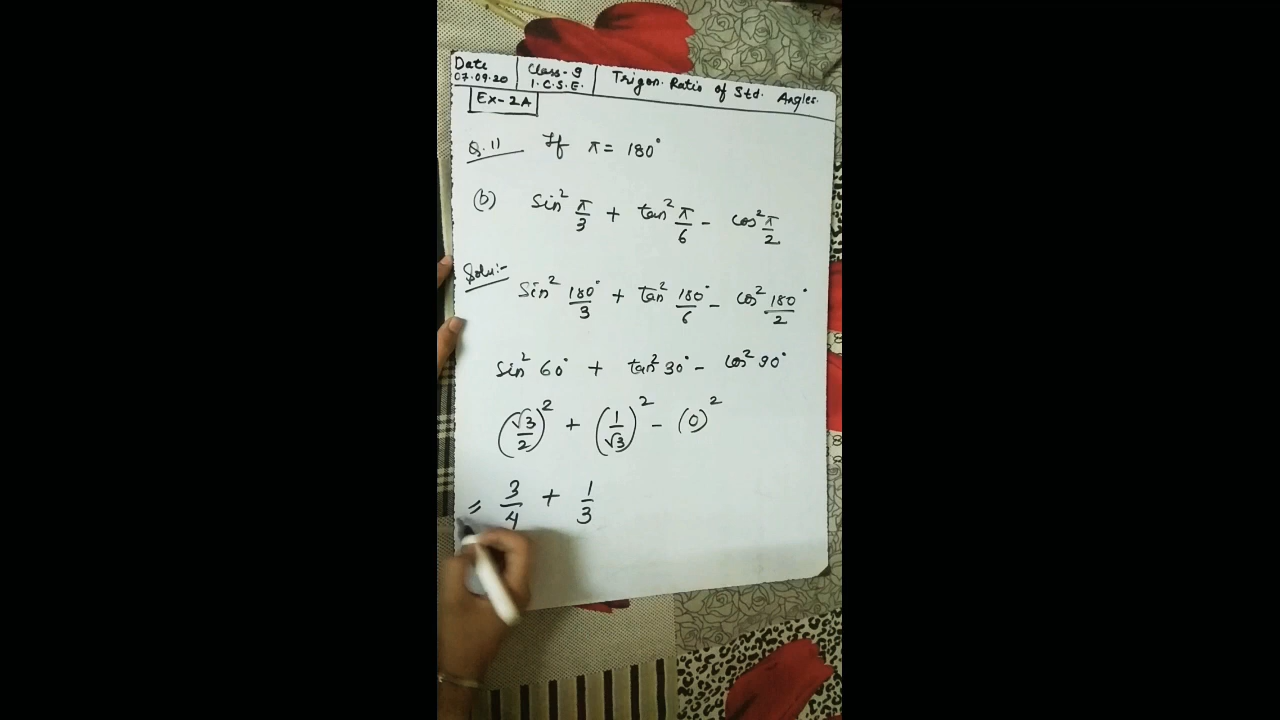 Date 07.09.20 | Class-9 I.C.S.E. | Trigon. Ratio of Std. Angles.
Ex-2A
Q.1) If π = 180°
(b) sin² π/3 + tan² π/6 - cos² π/2
Solu:-
sin² 180°/3 + tan² 180°/6 - cos² 180°/2
sin² 60° + tan² 30° - cos² 90°
(√3/2)² + (1/√3)² - (0)²
= 3/4 + 1/3